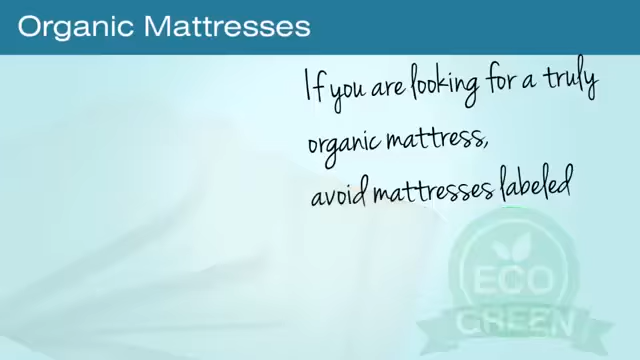 Organic Mattresses
If you are looking for a truly
organic mattress,
avoid mattresses labeled
ECO
GREEN